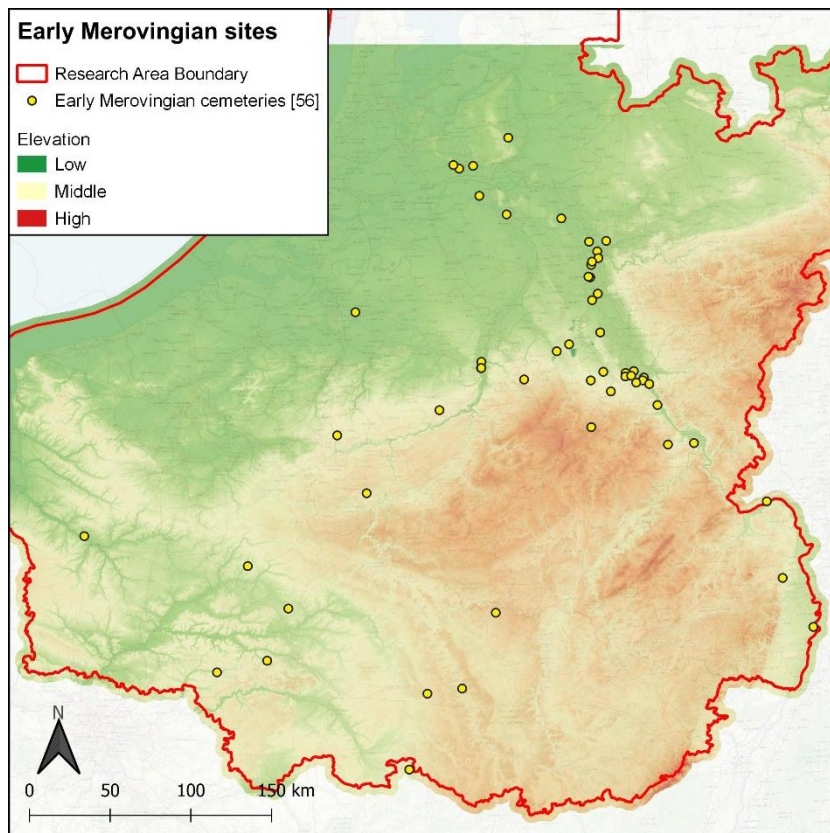 Early Merovingian sites
Research Area Boundary
Early Merovingian cemeteries [56]
Elevation
Low
Middle
High
N
0 50 100 150 km